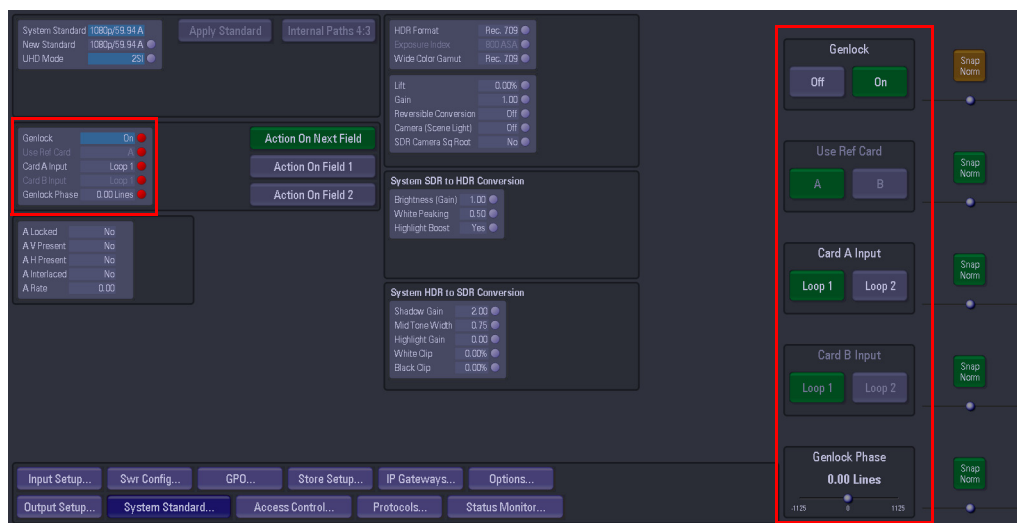 System Standard 1080p/59.94 A
New Standard 1080p/59.94 A
UHD Mode 2SI
Apply Standard
Internal Paths 4:3
Genlock On
Use Ref Card A
Card A Input Loop 1
Card B Input Loop 1
Genlock Phase 0.00 Lines
Action On Next Field
Action On Field 1
Action On Field 2
A Locked No
A V Present No
A H Present No
A Interlaced No
A Rate 0.00
HDR Format Rec. 709
Exposure Index 800 ASA
Wide Color Gamut Rec. 709
Lift 0.00%
Gain 1.00
Reversible Conversion Off
Camera (Scene Light) Off
SDR Camera Sq Root No
System SDR to HDR Conversion
Brightness (Gain) 1.00
White Peaking 0.50
Highlight Boost Yes
System HDR to SDR Conversion
Shadow Gain 2.00
Mid Tone Width 0.75
Highlight Gain 0.00
White Clip 0.00%
Black Clip 0.00%
Genlock
Off On
Snap
Norm
Use Ref Card
A B
Snap
Norm
Card A Input
Loop 1 Loop 2
Snap
Norm
Card B Input
Loop 1 Loop 2
Snap
Norm
Genlock Phase
0.00 Lines
-1125 0 1125
Snap
Norm
Input Setup... Swr Config... GPO... Store Setup... IP Gateways... Options...
Output Setup... System Standard... Access Control... Protocols... Status Monitor...